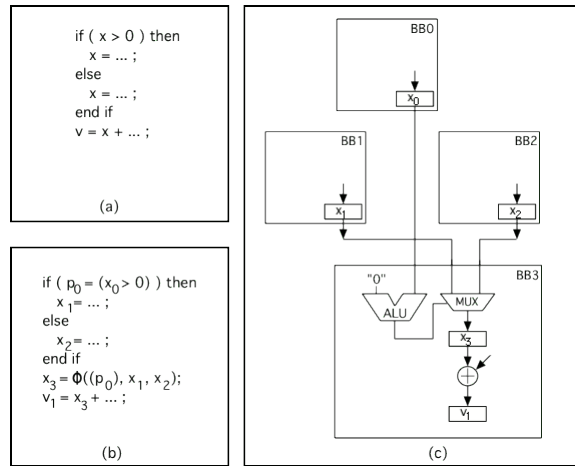 if ( x > 0 ) then
x = ... ;
else
x = ... ;
end if
v = x + ... ;
(a)
if ( p₀ = (x₀ > 0) ) then
x₁ = ... ;
else
x₂ = ... ;
end if
x₃ = Φ((p₀), x₁, x₂);
v₁ = x₃ + ... ;
(b)
BB0
x₀
BB1
x₁
BB2
x₂
BB3
"0"
ALU
MUX
x₃
v₁
(c)